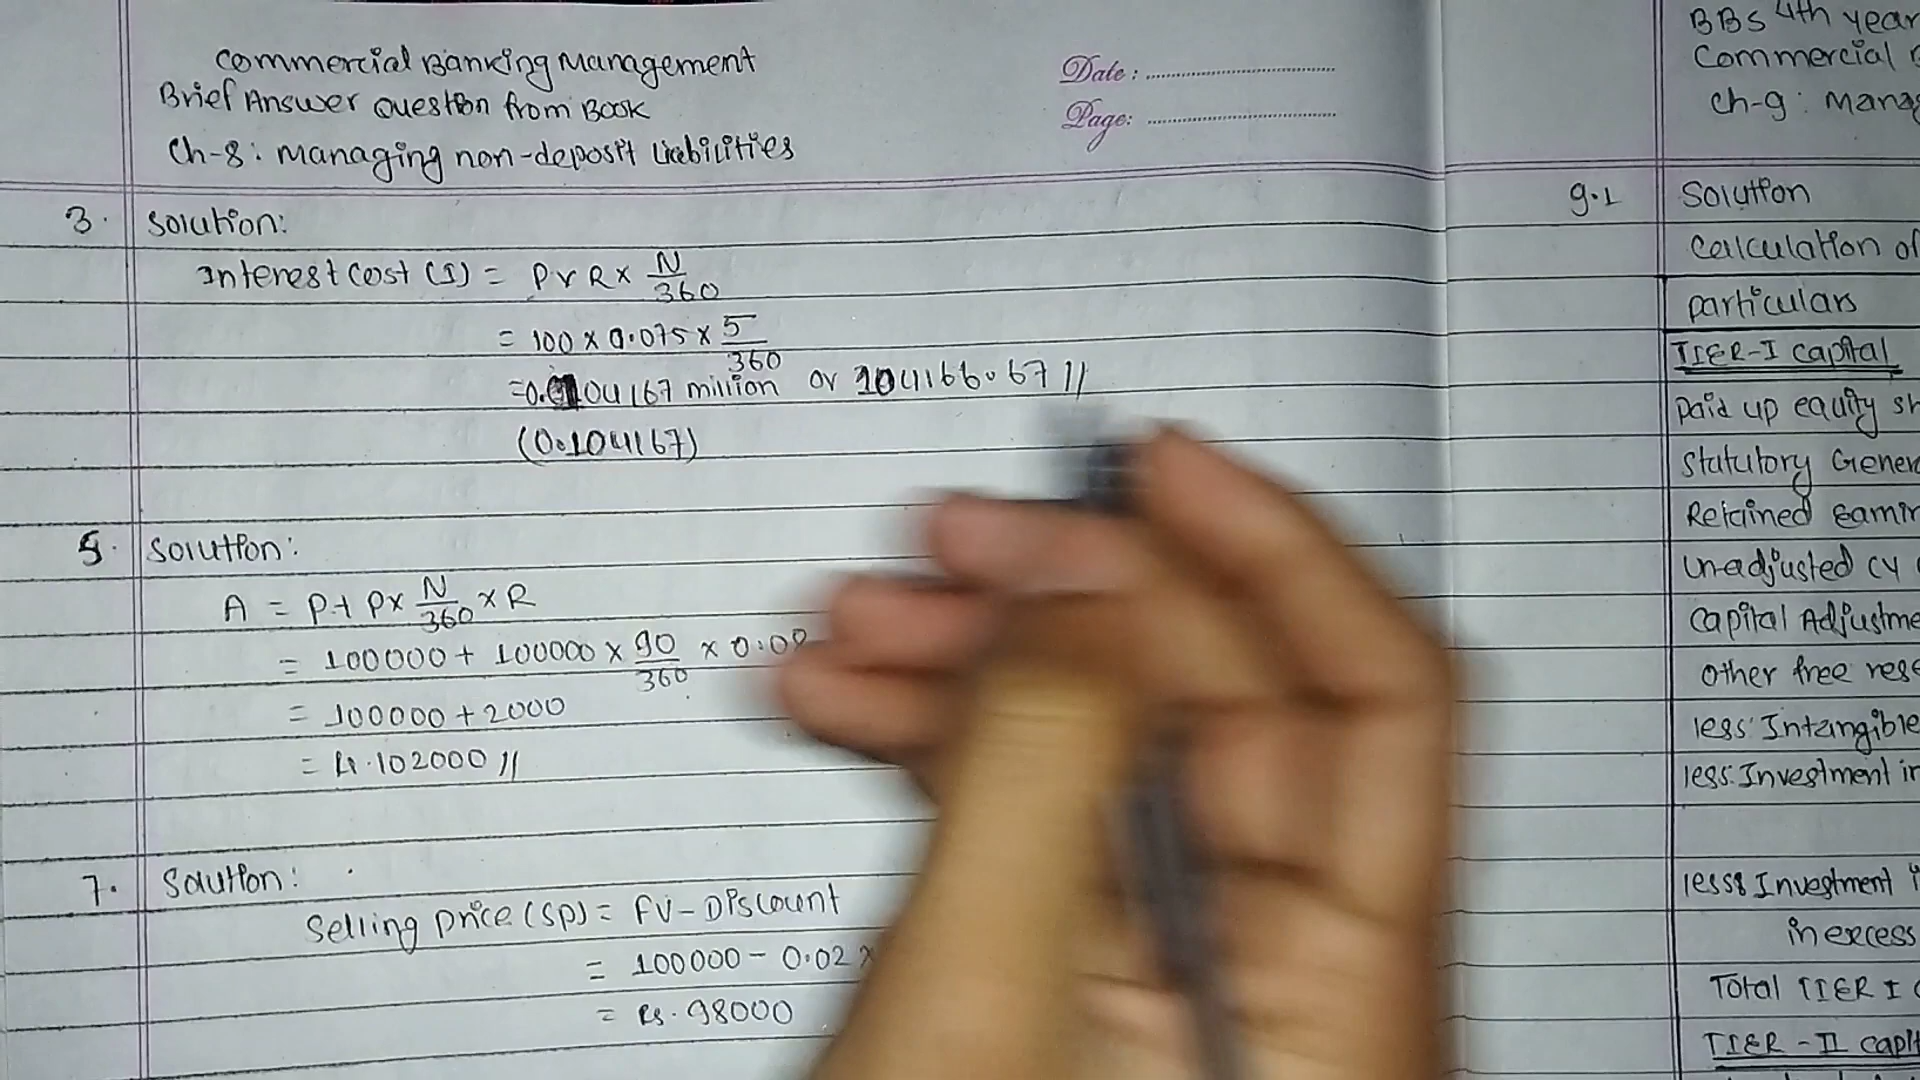 Commercial Banking Management
Brief Answer Question from Book
Ch-8: Managing non-deposit Liabilities
Date:
Page:
3. Solution:
Interest cost (I) = P x R x N/360
= 100 x 0.075 x 5/360
= 0.104167 million or 104166.67 //
(0.104167)
5. Solution:
A = P + P x N/360 x R
= 100000 + 100000 x 90/360 x 0.08
= 100000 + 2000
= Rs. 102000 //
7. Solution:
Selling price (SP) = FV - Discount
= 100000 - 0.02 x
= Rs. 98000
BBS 4th year
Commercial
Ch-9: Mana
9.1 Solution
Calculation of
particulars
TIER-I Capital
Paid up equity sh
Statutory Gener
Retained Earnin
un-adjusted CY
Capital Adjustme
Other free rese
less: Intangible
less: Investment in
less: Investment i
in excess
Total TIER I
TIER - II capit